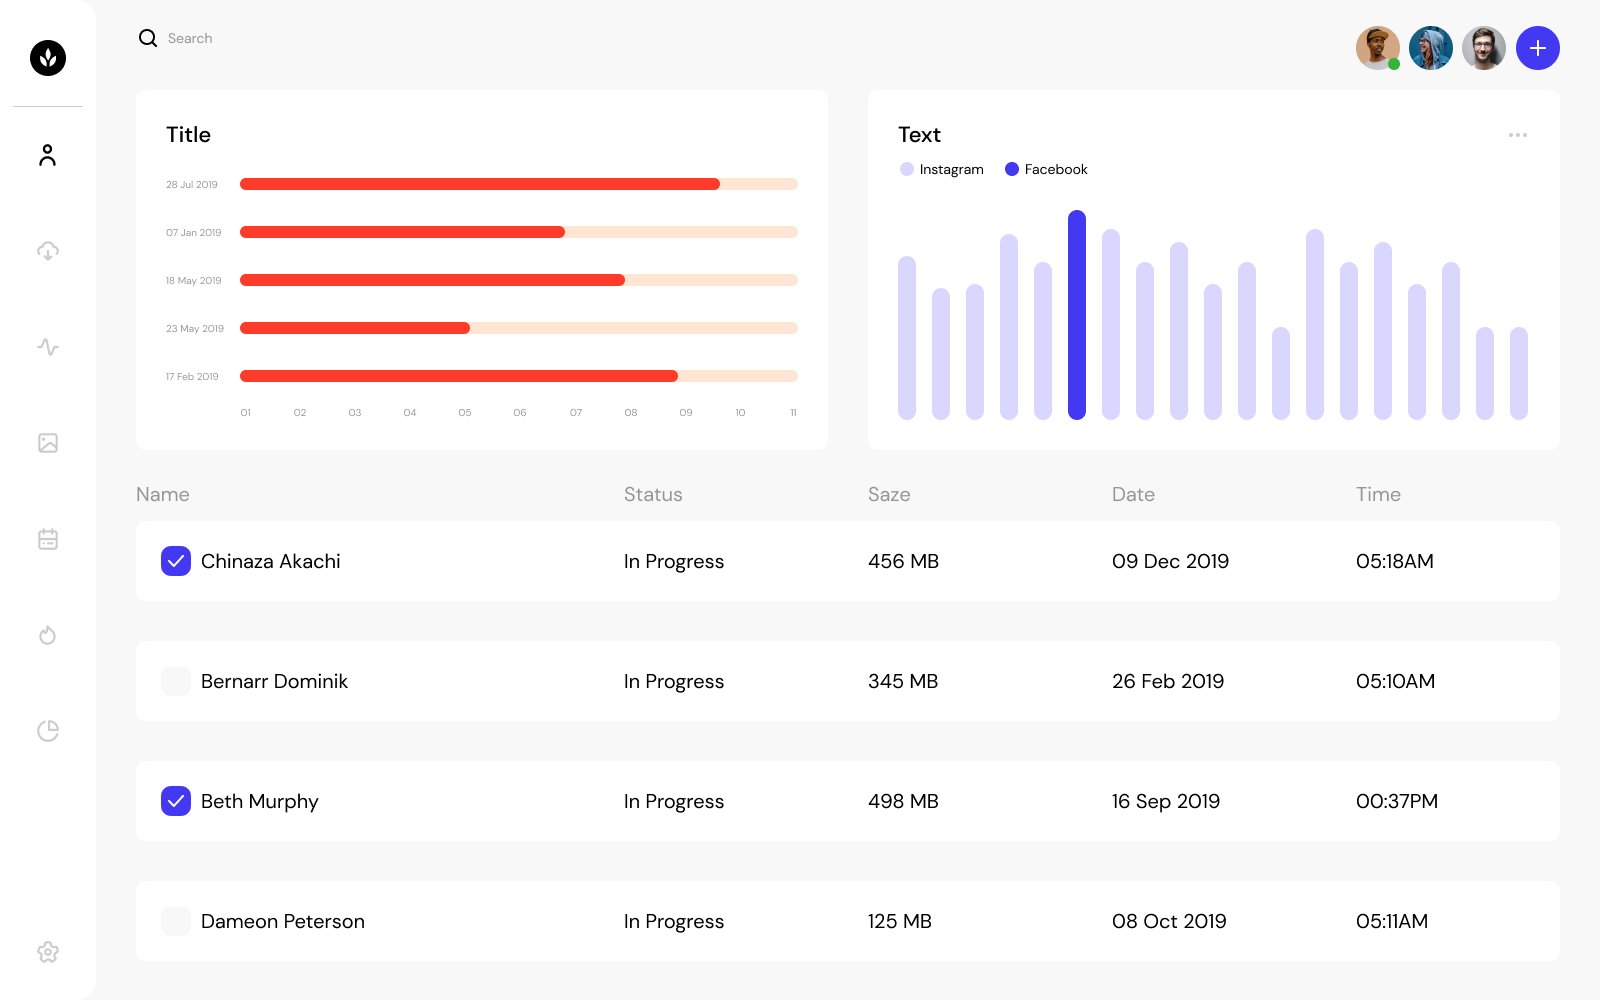 Search
Title
28 Jul 2019
07 Jan 2019
18 May 2019
23 May 2019
17 Feb 2019
01 02 03 04 05 06 07 08 09 10 11
Text
Instagram Facebook
Name Status Saze Date Time
Chinaza Akachi In Progress 456 MB 09 Dec 2019 05:18AM
Bernarr Dominik In Progress 345 MB 26 Feb 2019 05:10AM
Beth Murphy In Progress 498 MB 16 Sep 2019 00:37PM
Dameon Peterson In Progress 125 MB 08 Oct 2019 05:11AM